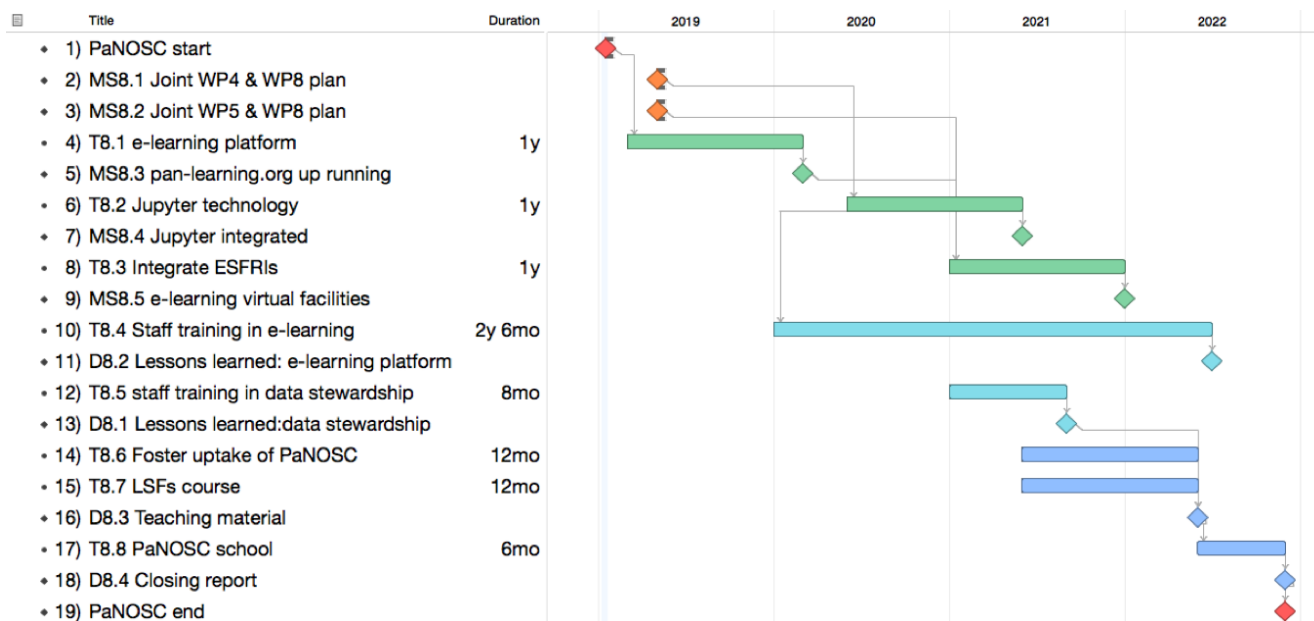 Title Duration 2019 2020 2021 2022
1) PaNOSC start
2) MS8.1 Joint WP4 & WP8 plan
3) MS8.2 Joint WP5 & WP8 plan
4) T8.1 e-learning platform 1y
5) MS8.3 pan-learning.org up running
6) T8.2 Jupyter technology 1y
7) MS8.4 Jupyter integrated
8) T8.3 Integrate ESFRIs 1y
9) MS8.5 e-learning virtual facilities
10) T8.4 Staff training in e-learning 2y 6mo
11) D8.2 Lessons learned: e-learning platform
12) T8.5 staff training in data stewardship 8mo
13) D8.1 Lessons learned:data stewardship
14) T8.6 Foster uptake of PaNOSC 12mo
15) T8.7 LSFs course 12mo
16) D8.3 Teaching material
17) T8.8 PaNOSC school 6mo
18) D8.4 Closing report
19) PaNOSC end